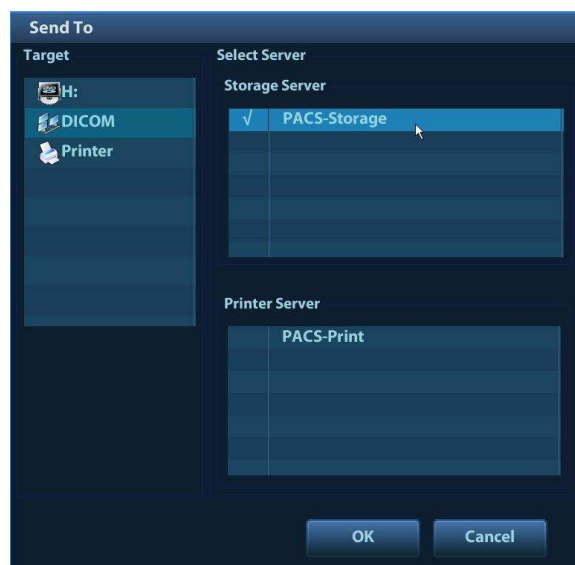 Send To
Target
H:
DICOM
Printer
Select Server
Storage Server
√ PACS-Storage
Printer Server
PACS-Print
OK
Cancel